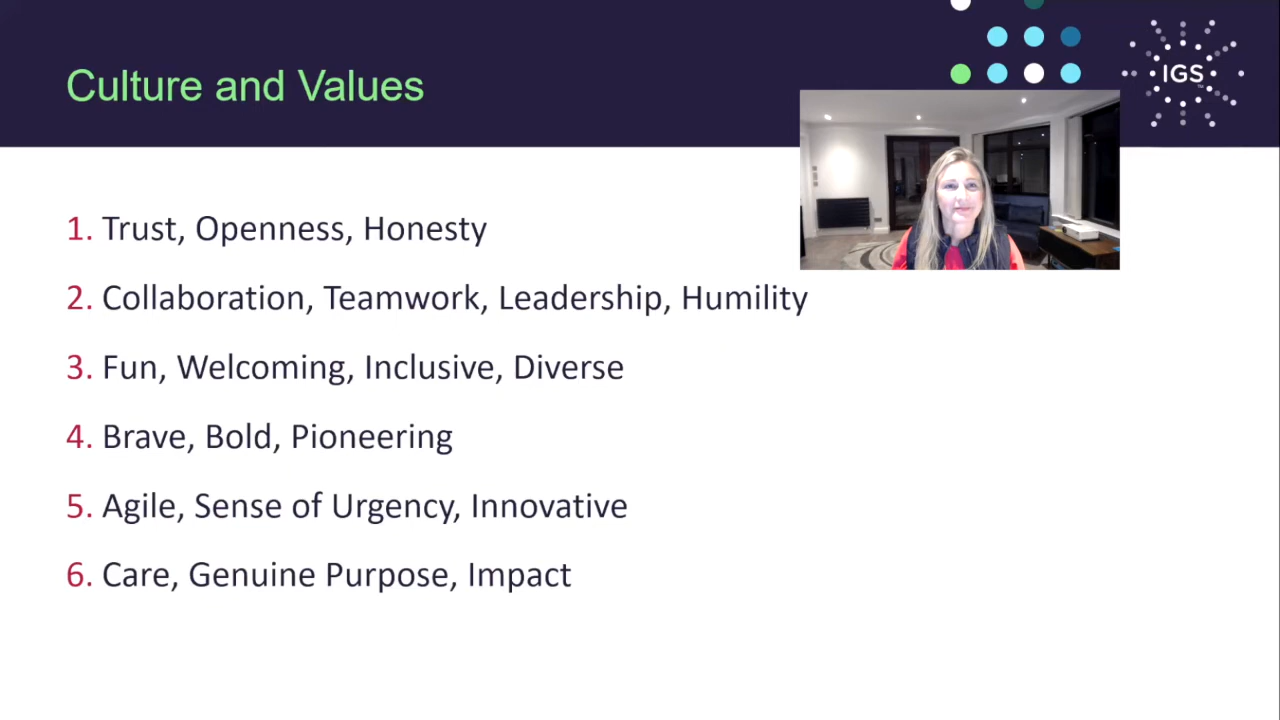 Culture and Values
IGS
™
1. Trust, Openness, Honesty
2. Collaboration, Teamwork, Leadership, Humility
3. Fun, Welcoming, Inclusive, Diverse
4. Brave, Bold, Pioneering
5. Agile, Sense of Urgency, Innovative
6. Care, Genuine Purpose, Impact